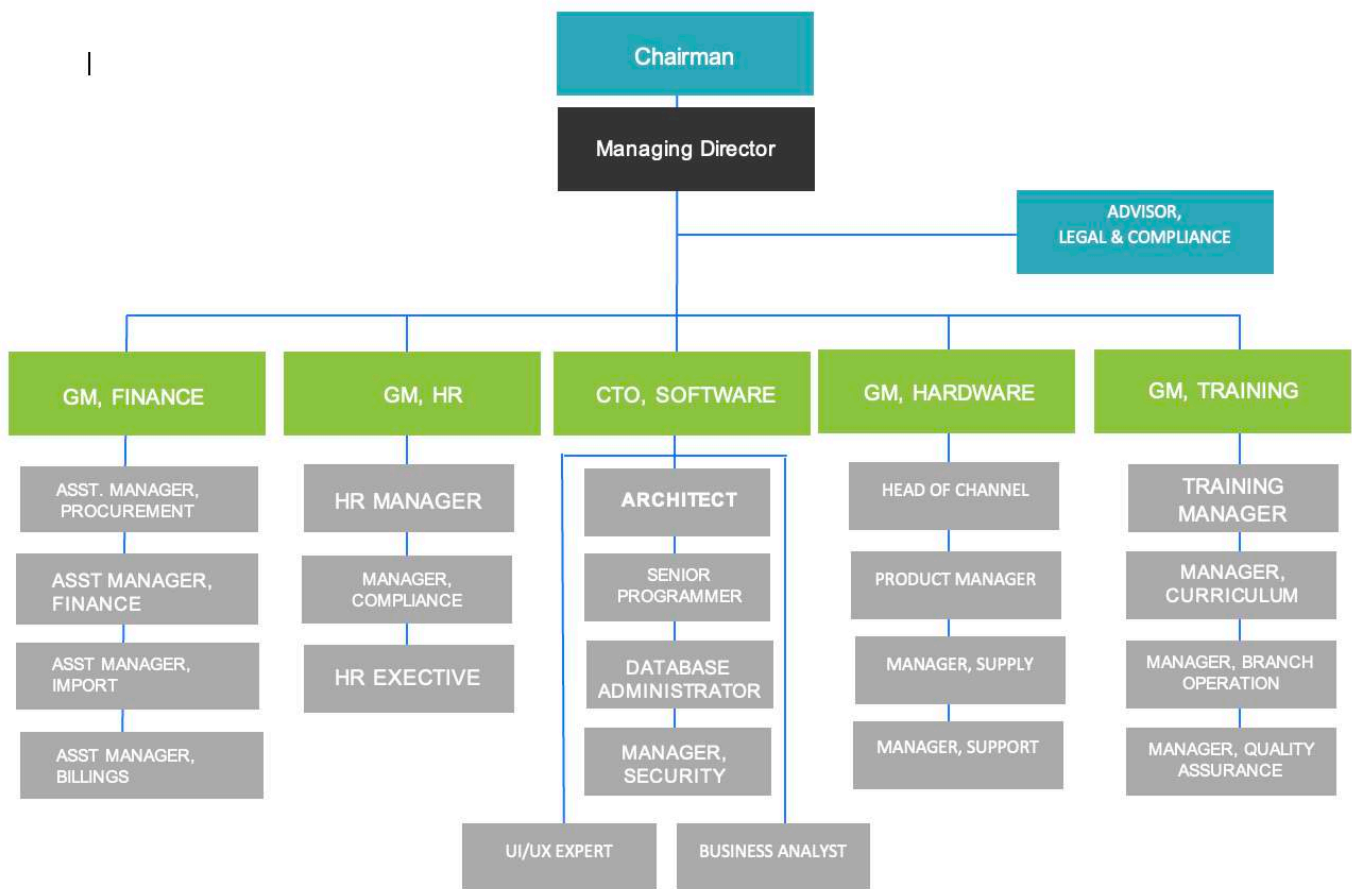 Chairman
Managing Director
ADVISOR,
LEGAL & COMPLIANCE
GM, FINANCE
GM, HR
CTO, SOFTWARE
GM, HARDWARE
GM, TRAINING
ASST. MANAGER,
PROCUREMENT
ASST MANAGER,
FINANCE
ASST MANAGER,
IMPORT
ASST MANAGER,
BILLINGS
HR MANAGER
MANAGER,
COMPLIANCE
HR EXECTIVE
ARCHITECT
SENIOR
PROGRAMMER
DATABASE
ADMINISTRATOR
MANAGER,
SECURITY
UI/UX EXPERT
BUSINESS ANALYST
HEAD OF CHANNEL
PRODUCT MANAGER
MANAGER, SUPPLY
MANAGER, SUPPORT
TRAINING
MANAGER
MANAGER,
CURRICULUM
MANAGER, BRANCH
OPERATION
MANAGER, QUALITY
ASSURANCE